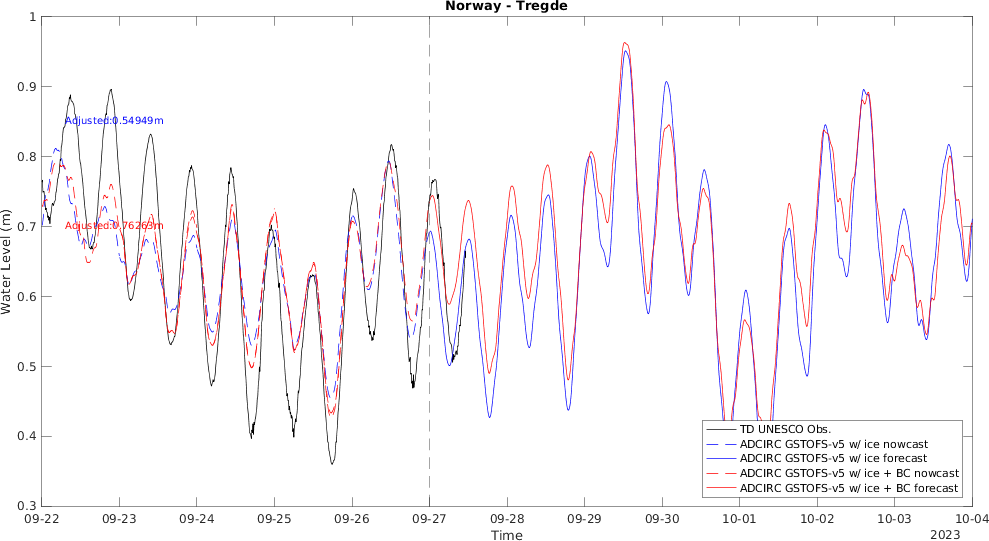 Norway - Tregde
1
0.9
0.8
0.7
0.6
0.5
0.4
0.3
Water Level (m)
Adjusted:0.54949m
Adjusted:0.76263m
TD UNESCO Obs.
ADCIRC GSTOFS-v5 w/ ice nowcast
ADCIRC GSTOFS-v5 w/ ice forecast
ADCIRC GSTOFS-v5 w/ ice + BC nowcast
ADCIRC GSTOFS-v5 w/ ice + BC forecast
09-22 09-23 09-24 09-25 09-26 09-27 09-28 09-29 09-30 10-01 10-02 10-03 10-04
Time
2023